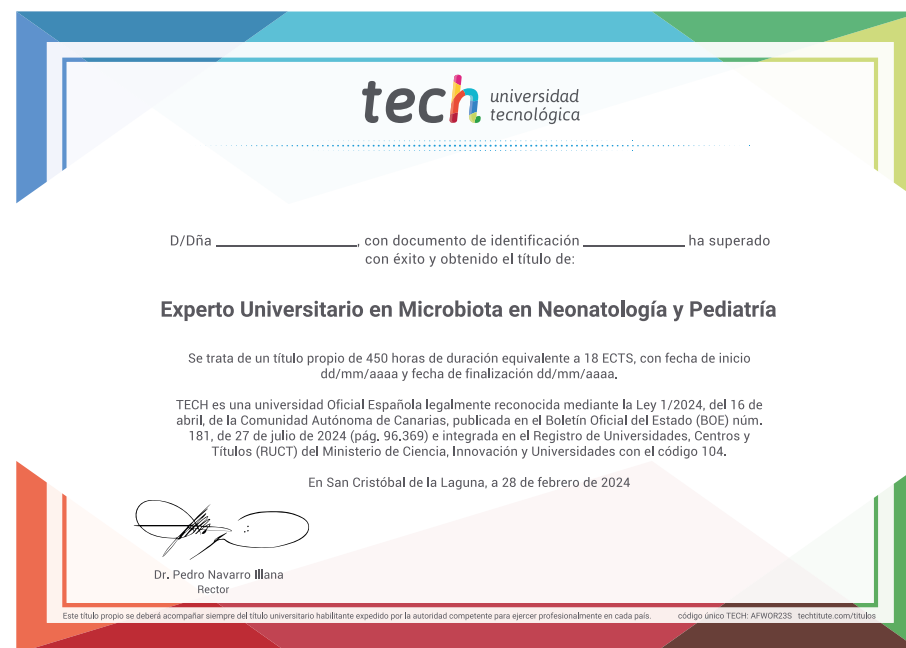 tech universidad
tecnológica
D/Dña ________________, con documento de identificación ____________ ha superado
con éxito y obtenido el título de:
Experto Universitario en Microbiota en Neonatología y Pediatría
Se trata de un título propio de 450 horas de duración equivalente a 18 ECTS, con fecha de inicio
dd/mm/aaaa y fecha de finalización dd/mm/aaaa.
TECH es una universidad Oficial Española legalmente reconocida mediante la Ley 1/2024, del 16 de
abril, de la Comunidad Autónoma de Canarias, publicada en el Boletín Oficial del Estado (BOE) núm.
181, de 27 de julio de 2024 (pág. 96.369) e integrada en el Registro de Universidades, Centros y
Títulos (RUCT) del Ministerio de Ciencia, Innovación y Universidades con el código 104.
En San Cristóbal de la Laguna, a 28 de febrero de 2024
Dr. Pedro Navarro Illana
Rector
Este título propio se deberá acompañar siempre del título universitario habilitante expedido por la autoridad competente para ejercer profesionalmente en cada país. código único TECH: AFWOR23S techtitute.com/titulos